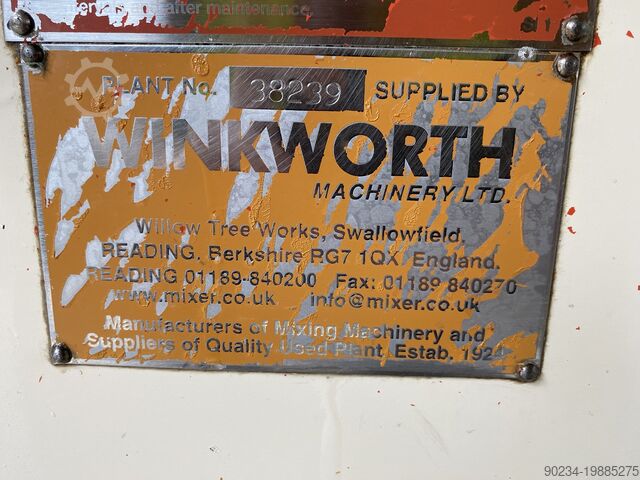 after maintenance.
PLANT No. 38239 SUPPLIED BY
WINKWORTH
MACHINERY LTD.
Willow Tree Works, Swallowfield,
READING, Berkshire RG7 1QX, England.
READING 01189-840200 Fax: 01189 840270
www.mixer.co.uk info@mixer.co.uk
Manufacturers of Mixing Machinery and
Suppliers of Quality Used Plant, Estab. 1924
90234-19885275